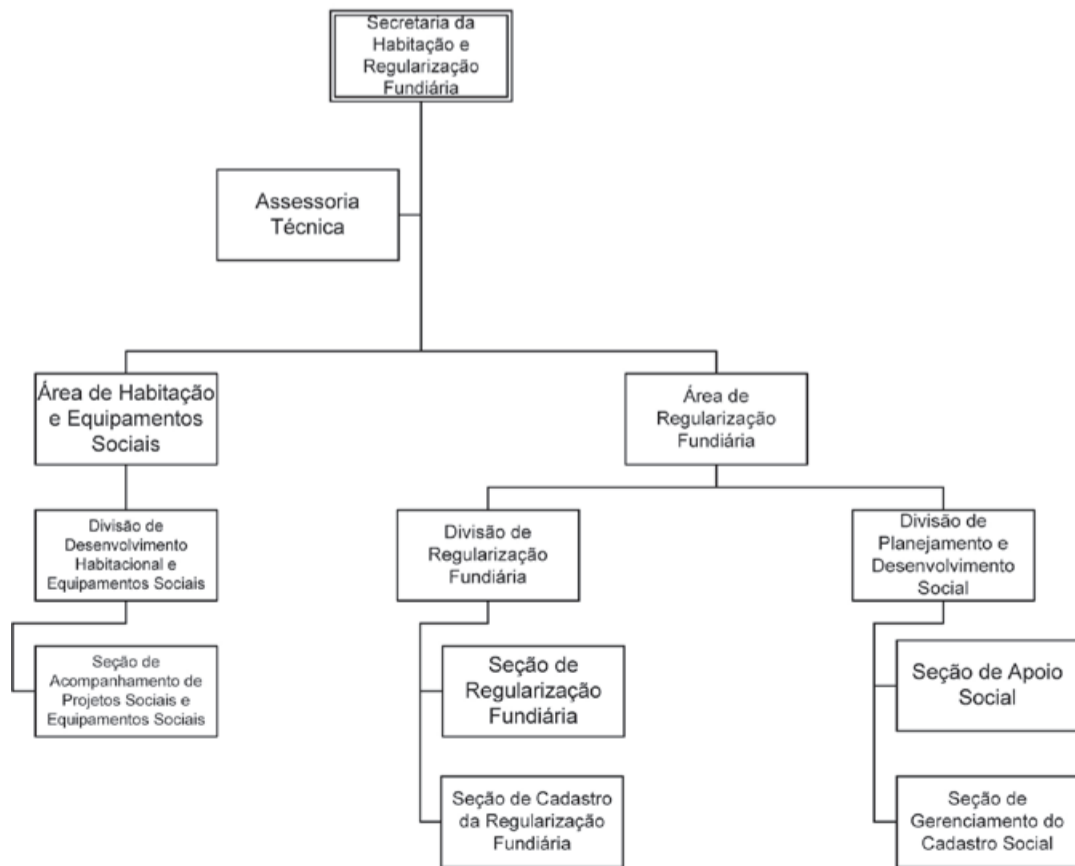 Secretaria da
Habitação e
Regularização
Fundiária
Assessoria
Técnica
Área de Habitação
e Equipamentos
Sociais
Área de
Regularização
Fundiária
Divisão de
Desenvolvimento
Habitacional e
Equipamentos Sociais
Divisão de
Regularização
Fundiária
Divisão de
Planejamento e
Desenvolvimento
Social
Seção de
Acompanhamento de
Projetos Sociais e
Equipamentos Sociais
Seção de
Regularização
Fundiária
Seção de Apoio
Social
Seção de Cadastro
da Regularização
Fundiária
Seção de
Gerenciamento do
Cadastro Social